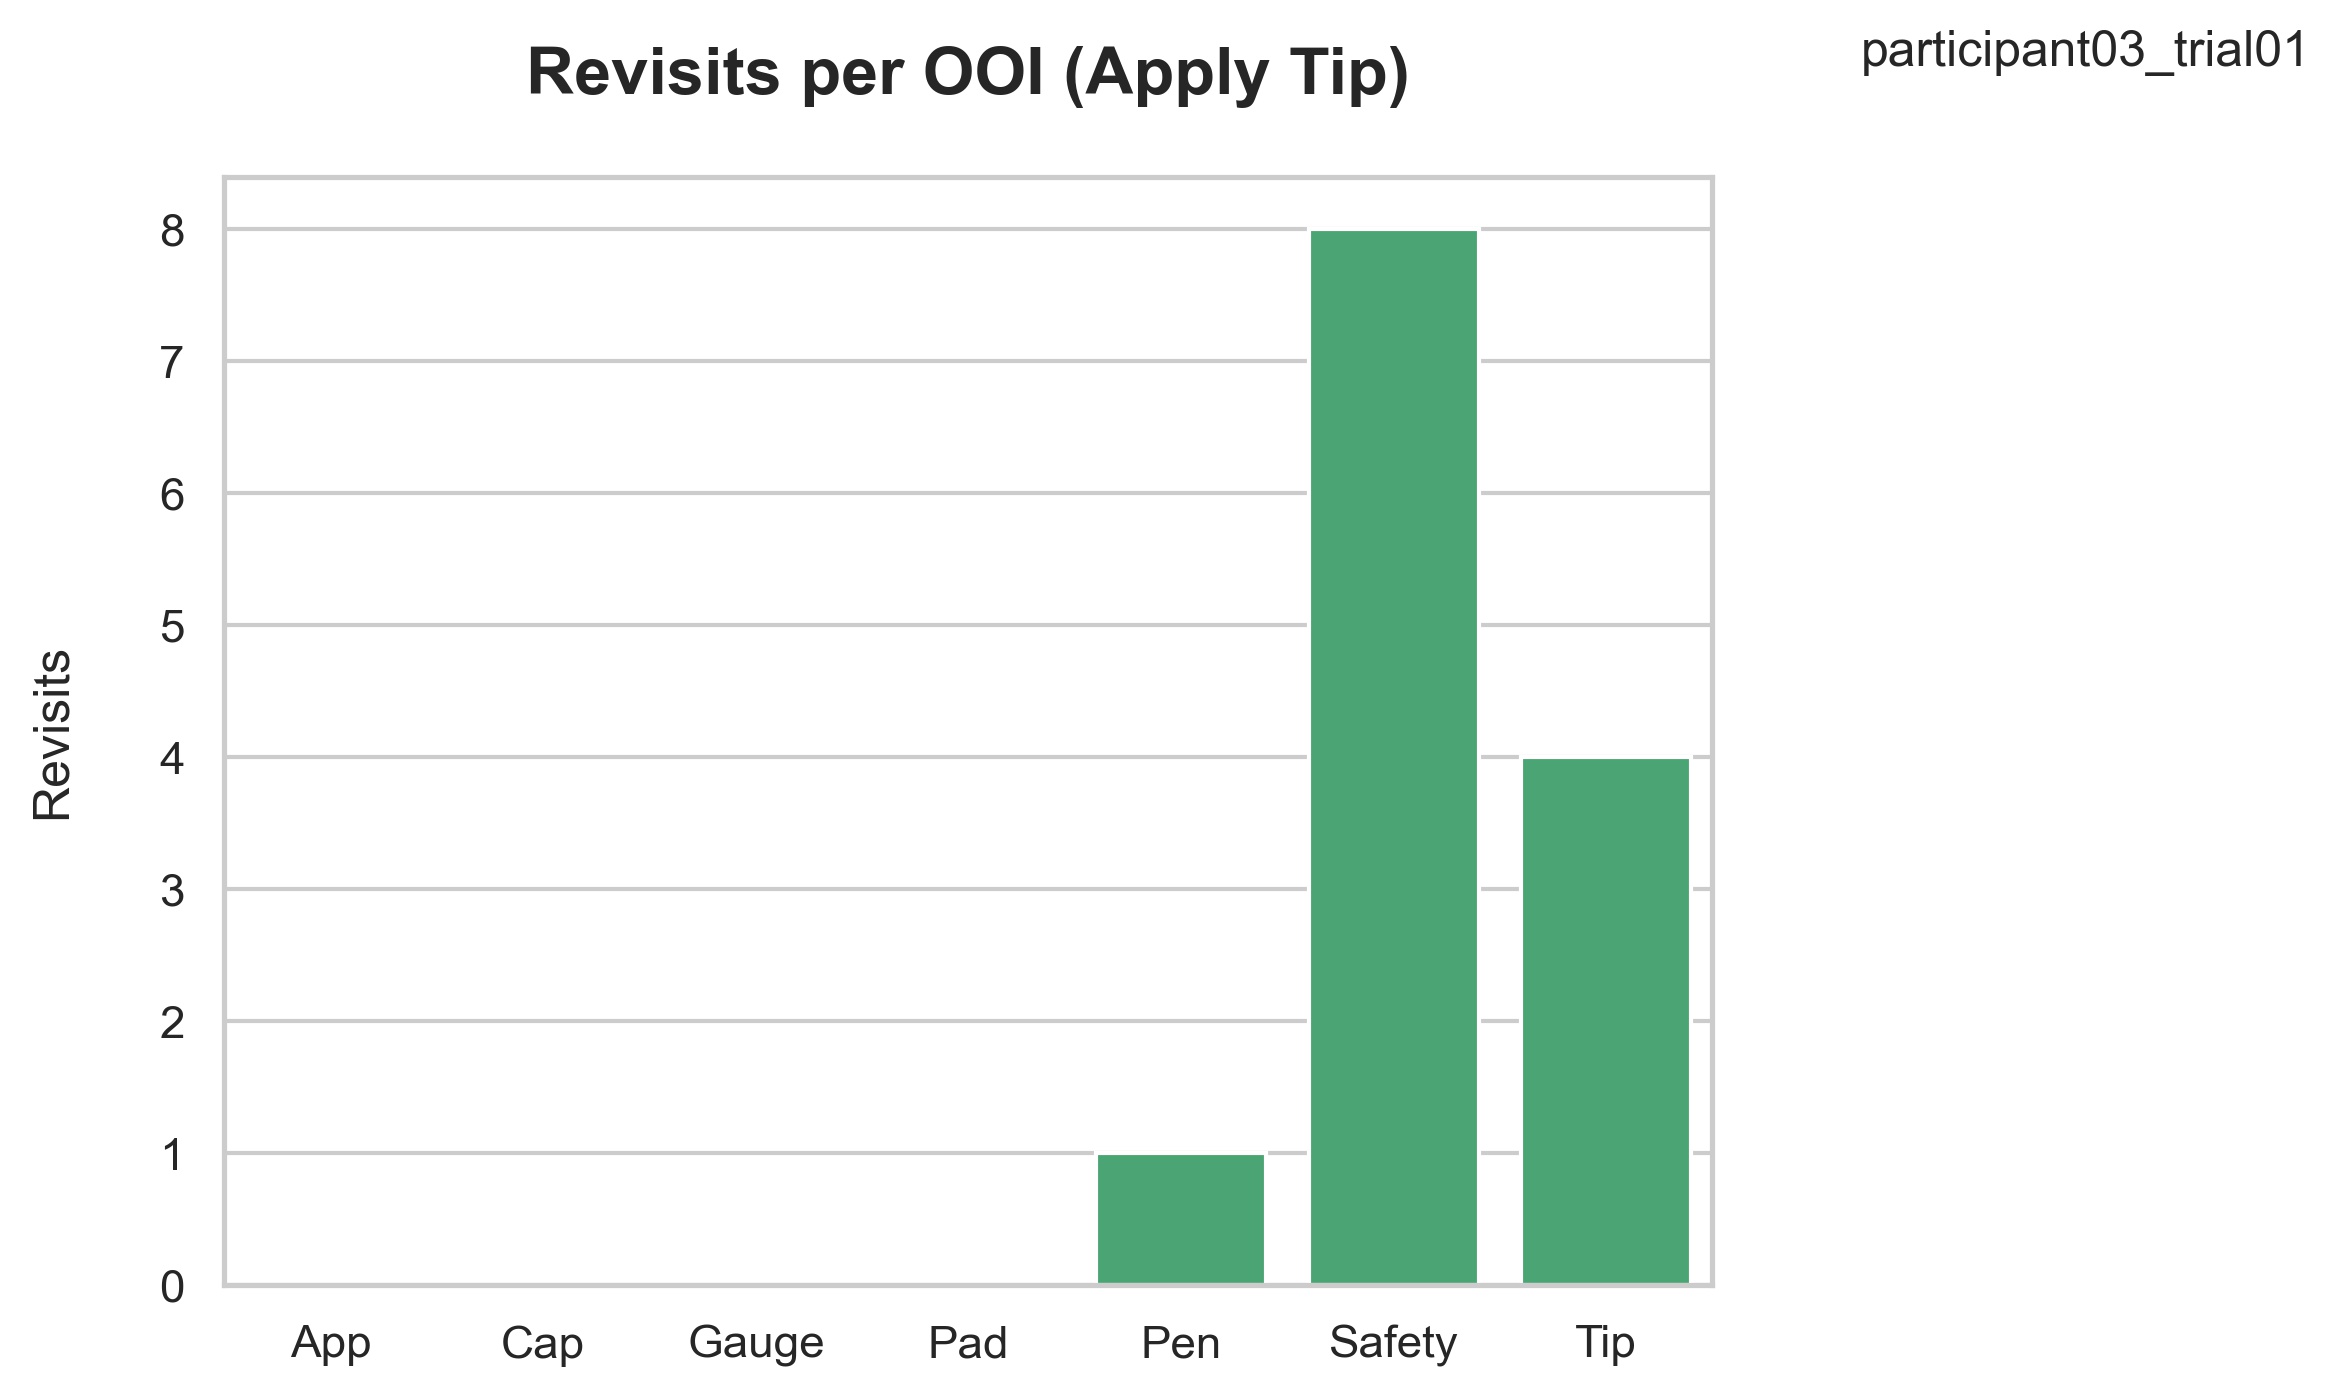 Revisits per OOI (Apply Tip)
participant03_trial01
Revisits
8
7
6
5
4
3
2
1
0
App Cap Gauge Pad Pen Safety Tip